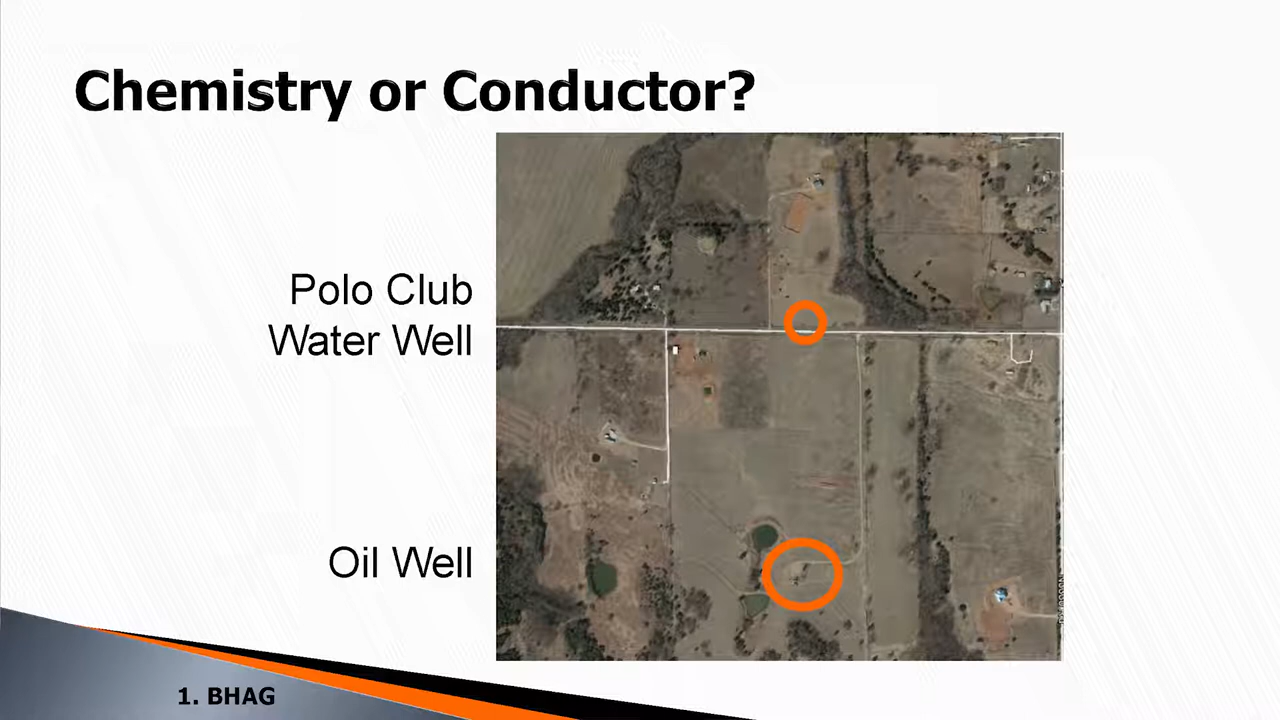 Chemistry or Conductor?
Polo Club
Water Well
Oil Well
1. BHAG